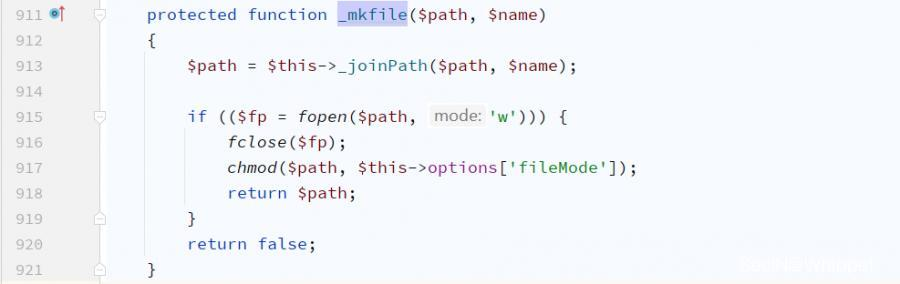 911 protected function _mkfile($path, $name)
912 {
913 $path = $this->_joinPath($path, $name);
914
915 if (($fp = fopen($path, mode: 'w'))) {
916 fclose($fp);
917 chmod($path, $this->options['fileMode']);
918 return $path;
919 }
920 return false;
921 }